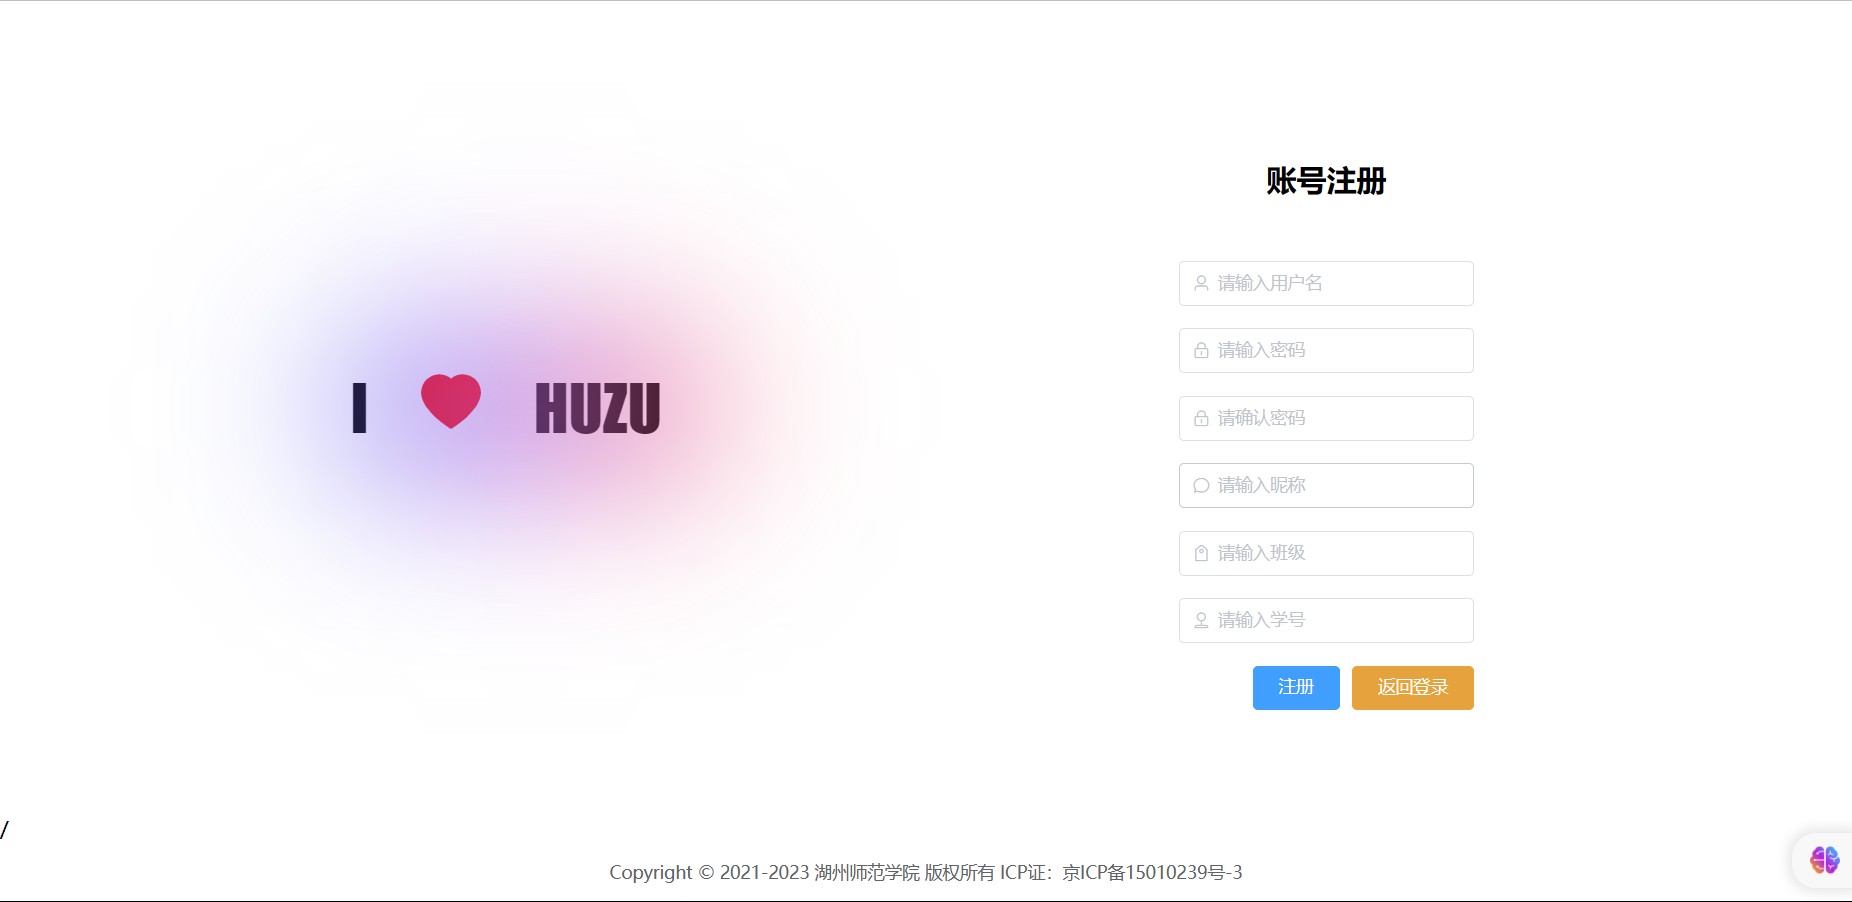 I ❤ HUZU
账号注册
请输入用户名
请输入密码
请确认密码
请输入昵称
请输入班级
请输入学号
注册 返回登录
/
Copyright © 2021-2023 湖州师范学院 版权所有 ICP证：京ICP备15010239号-3